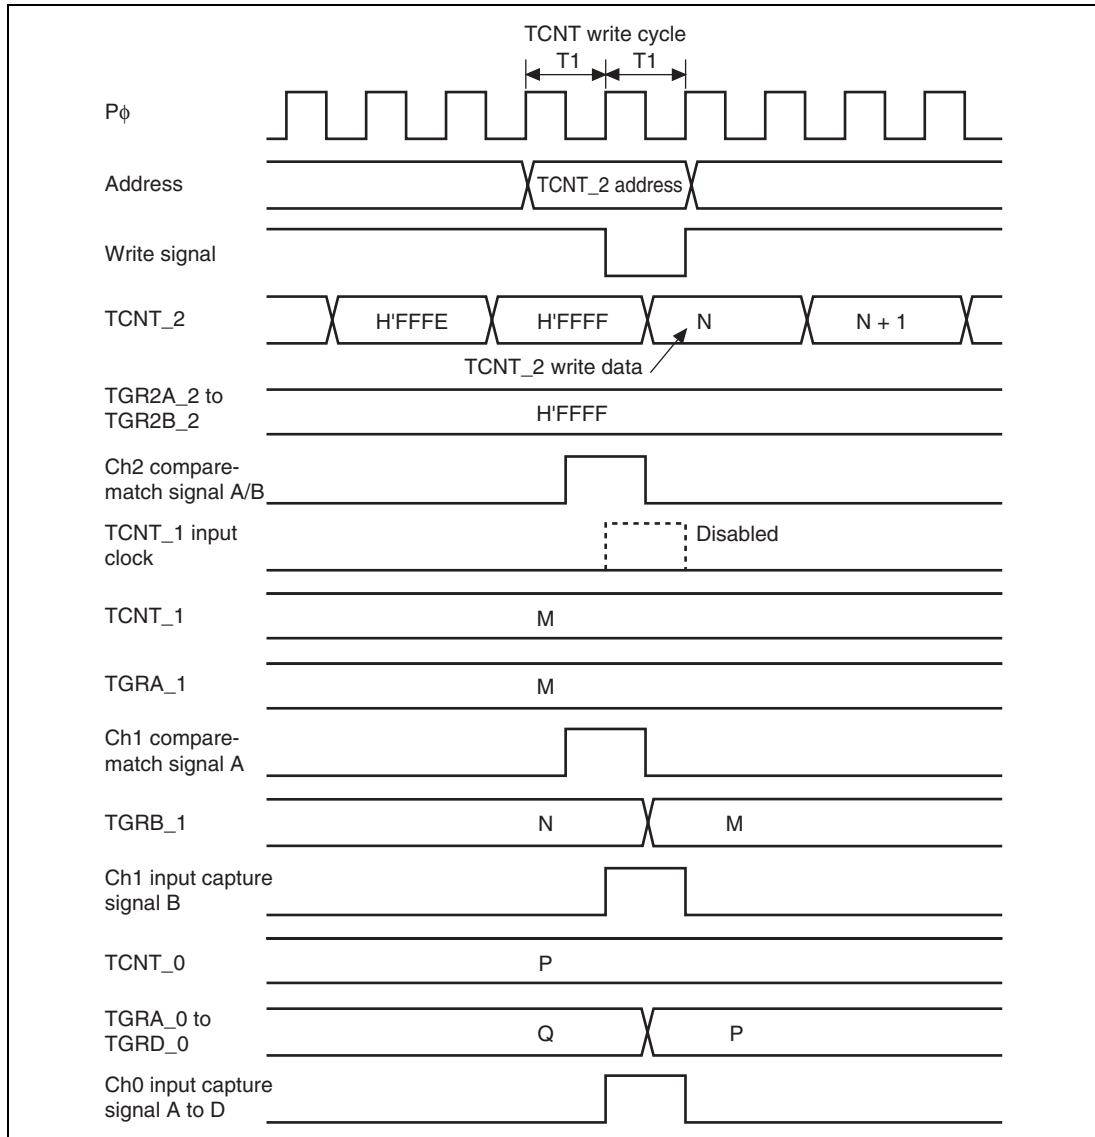 TCNT write cycle
T1 T1
Pϕ
Address
TCNT_2 address
Write signal
TCNT_2
H'FFFE H'FFFF N N + 1
TCNT_2 write data
TGR2A_2 to
TGR2B_2
H'FFFF
Ch2 compare-
match signal A/B
TCNT_1 input
clock
Disabled
TCNT_1
M
TGRA_1
M
Ch1 compare-
match signal A
TGRB_1
N M
Ch1 input capture
signal B
TCNT_0
P
TGRA_0 to
TGRD_0
Q P
Ch0 input capture
signal A to D